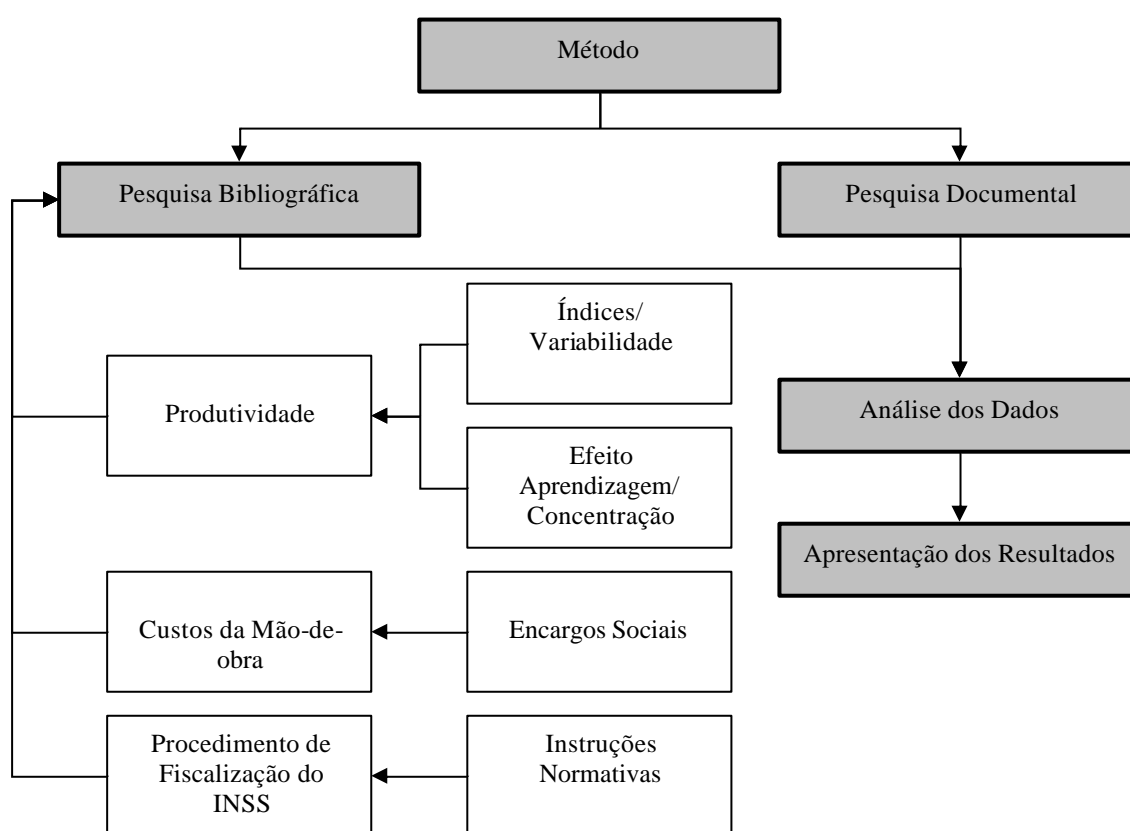 Método
Pesquisa Bibliográfica
Pesquisa Documental
Índices/
Variabilidade
Produtividade
Análise dos Dados
Efeito
Aprendizagem/
Concentração
Apresentação dos Resultados
Custos da Mão-de-
obra
Encargos Sociais
Procedimento de
Fiscalização do
INSS
Instruções
Normativas